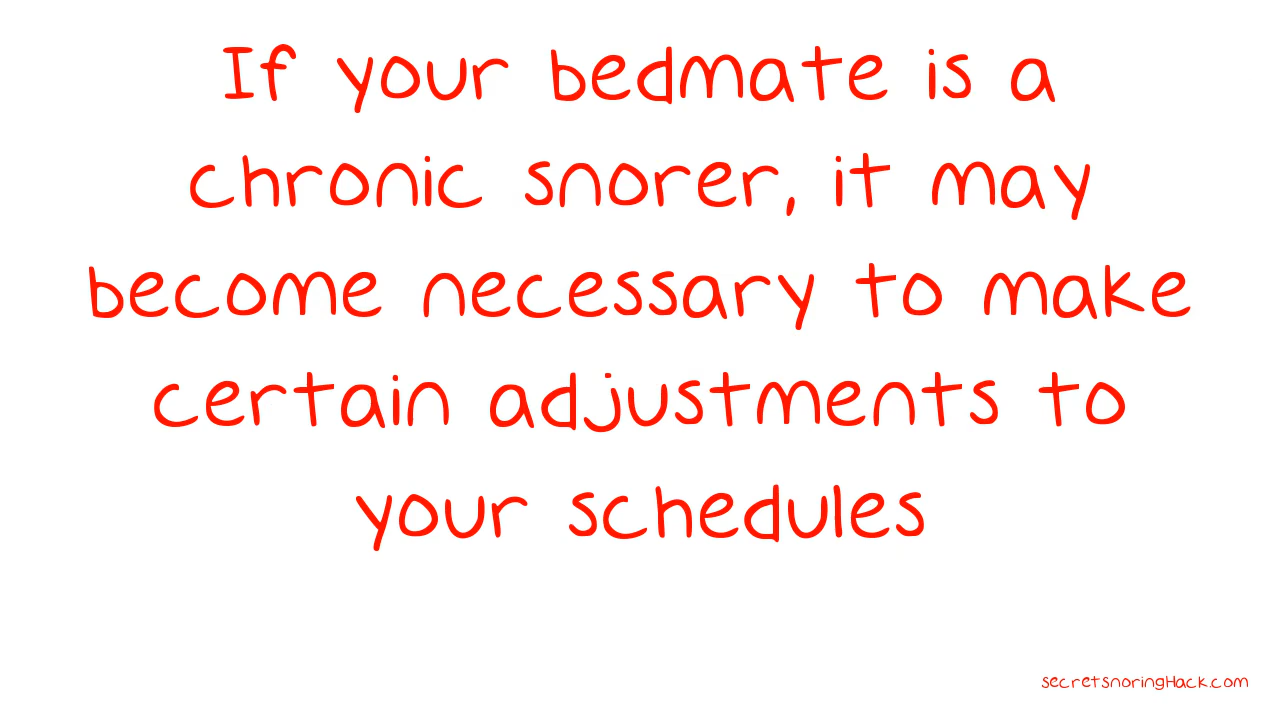 If your bedmate is a
chronic snorer, it may
become necessary to make
certain adjustments to
your schedules
secretsnoringHack.com